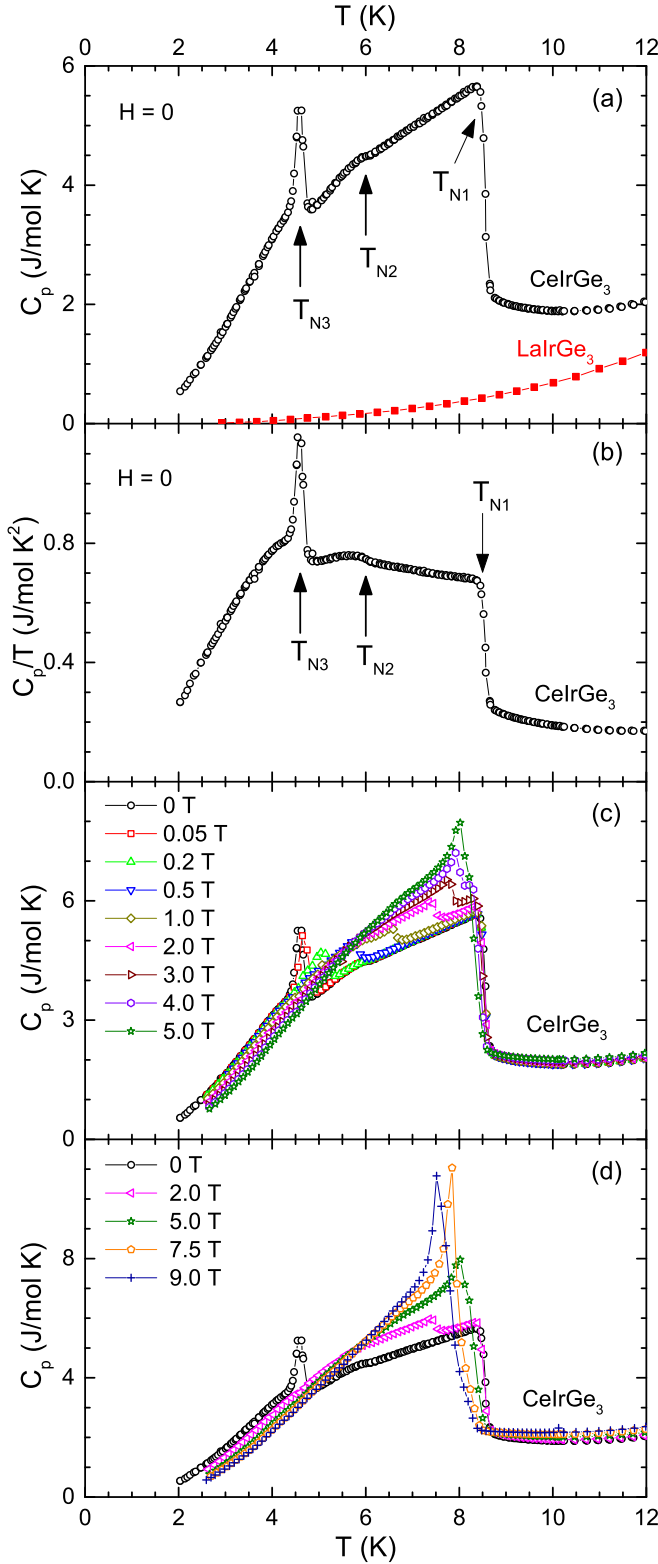 T (K)
0 2 4 6 8 10 12
6
4
2
0
C_p (J/mol K)
H = 0
(a)
T_N1
T_N2
T_N3
CeIrGe_3
LaIrGe_3
0.8
0.4
0.0
C_p/T (J/mol K^2)
H = 0
(b)
T_N1
T_N3
T_N2
CeIrGe_3
6
3
0
C_p (J/mol K)
0 T
0.05 T
0.2 T
0.5 T
1.0 T
2.0 T
3.0 T
4.0 T
5.0 T
(c)
CeIrGe_3
8
4
0
C_p (J/mol K)
0 T
2.0 T
5.0 T
7.5 T
9.0 T
(d)
CeIrGe_3
0 2 4 6 8 10 12
T (K)